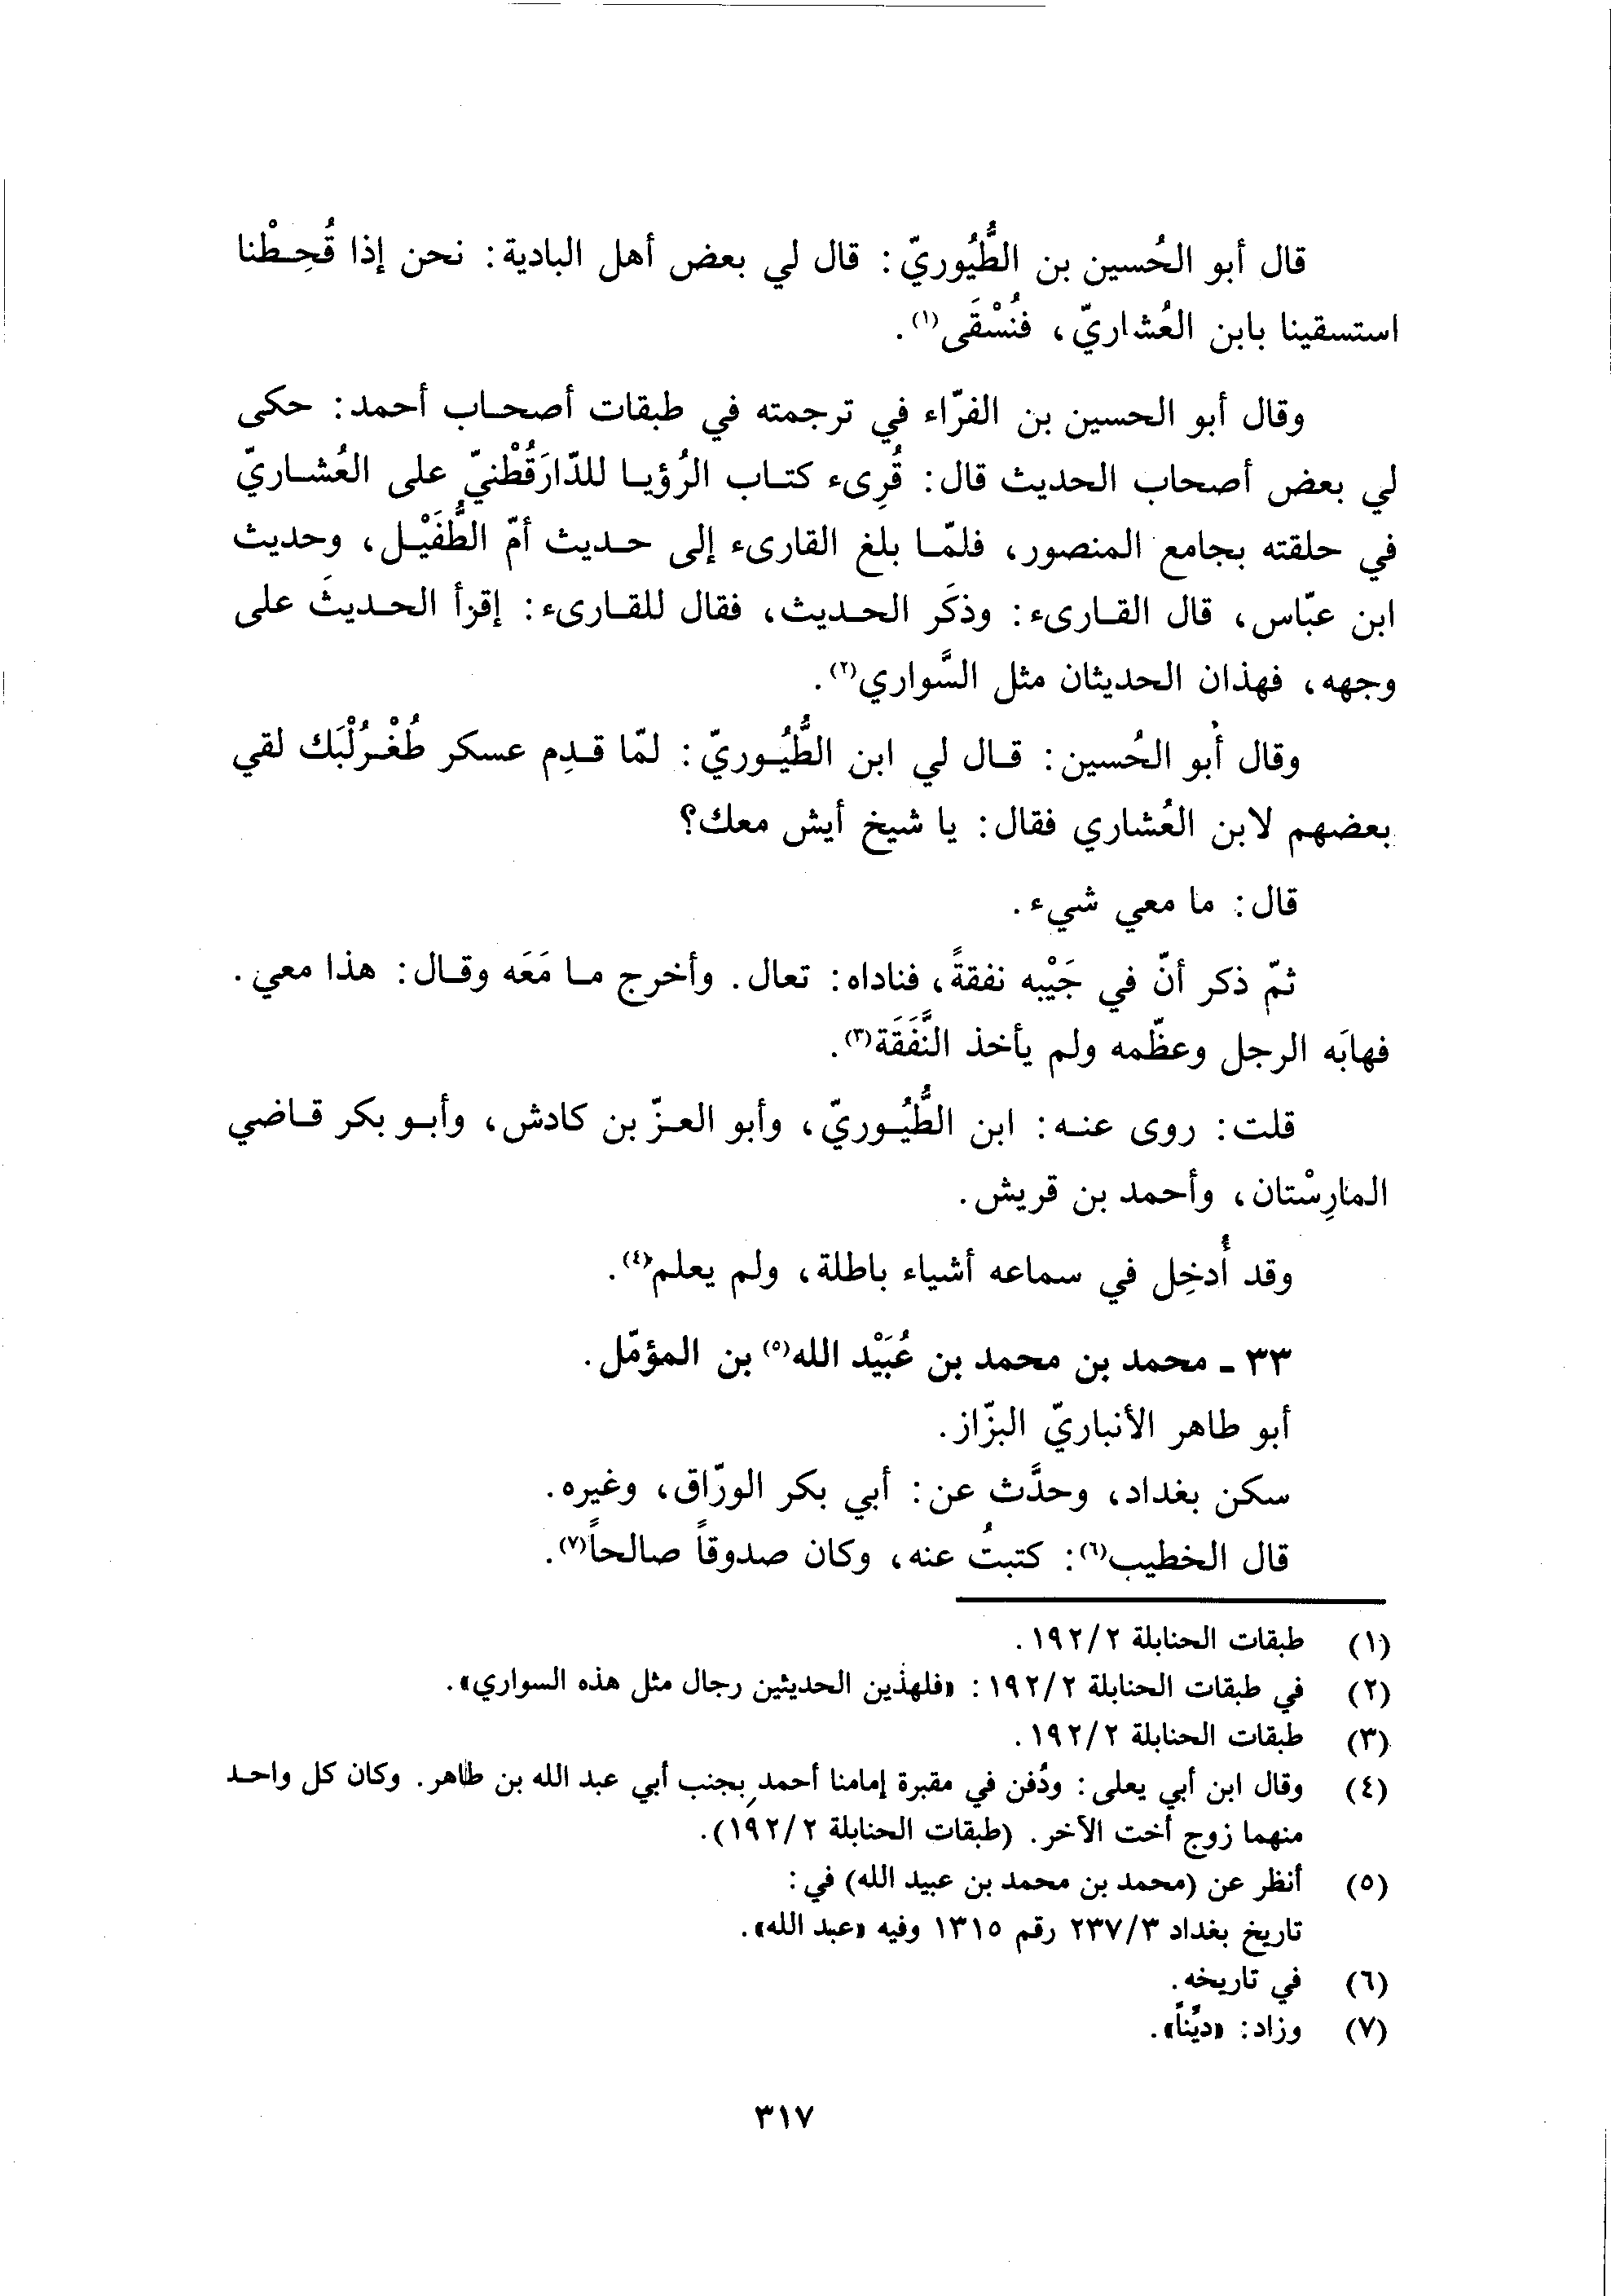 قال أبو الحُسين بن الطُّيُوريّ: قال لي بعض أهل البادية: نحن إذا قُحِطْنا
استسقينا بابن العُشاريّ، فنُسْقَى(١).
وقال أبو الحسين بن الفرّاء في ترجمته في طبقات أصحاب أحمد: حكى
لي بعض أصحاب الحديث قال: قُرِىء كتاب الرُؤيا للدّارَقُطْنيّ على العُشاريّ
في حلقته بجامع المنصور، فلمّا بلغ القارىء إلى حديث أمّ الطُّفَيْل، وحديث
ابن عبّاس، قال القارىء: وذكَر الحديث، فقال للقارىء: إقرأ الحديثَ على
وجهه، فهذان الحديثان مثل السَّواري(٢).
وقال أبو الحُسين: قال لي ابن الطُّيُوريّ: لمّا قدِم عسكر طُغْرُلْبَك لقي
بعضهم لابن العُشاري فقال: يا شيخ أيش معك؟
قال: ما معي شيء.
ثمّ ذكر أنّ في جَيْبه نفقةً، فناداه: تعال. وأخرج ما مَعَه وقال: هذا معي.
فهابَه الرجل وعظّمه ولم يأخذ النَّفَقَة(٣).
قلت: روى عنه: ابن الطُّيُوريّ، وأبو العزّ بن كادش، وأبو بكر قاضي
المارِسْتان، وأحمد بن قريش.
وقد أُدخِل في سماعه أشياء باطلة، ولم يعلم(٤).
٣٣ - محمد بن محمد بن عُبَيْد الله(٥) بن المؤمّل.
أبو طاهر الأنباريّ البزّاز.
سكن بغداد، وحدَّث عن: أبي بكر الورّاق، وغيره.
قال الخطيب(٦): كتبتُ عنه، وكان صدوقاً صالحاً(٧).
(١) طبقات الحنابلة ١٩٢/٢.
(٢) في طبقات الحنابلة ١٩٢/٢: «فلهذين الحديثين رجال مثل هذه السواري».
(٣) طبقات الحنابلة ١٩٢/٢.
(٤) وقال ابن أبي يعلى: ودُفن في مقبرة إمامنا أحمد بجنب أبي عبد الله بن طاهر. وكان كل واحد
منهما زوج أخت الآخر. (طبقات الحنابلة ١٩٢/٢).
(٥) أنظر عن (محمد بن محمد بن عبيد الله) في:
تاريخ بغداد ٢٣٧/٣ رقم ١٣١٥ وفيه «عبد الله».
(٦) في تاريخه.
(٧) وزاد: «ديِّناً».
٣١٧